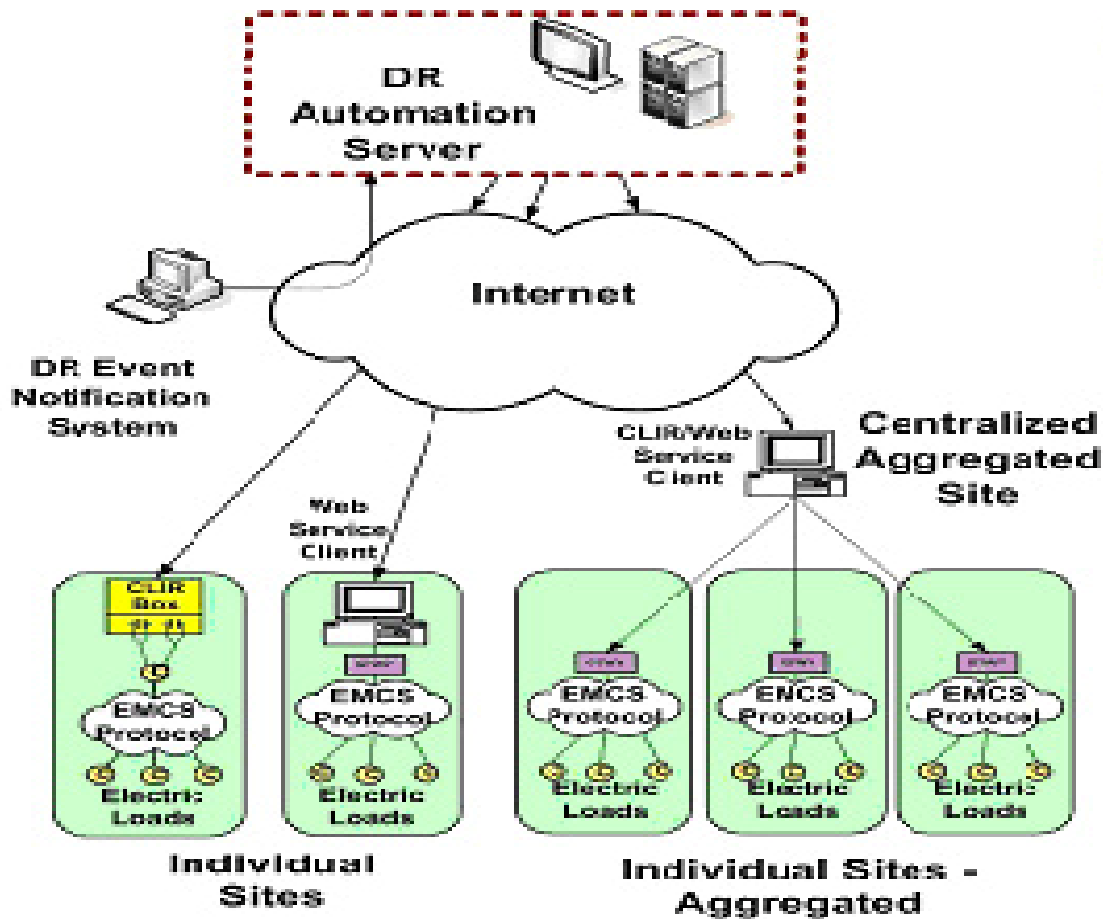 DR
Automation
Server
Internet
DR Event
Notification
System
CLIR/Web
Service
Client
Centralized
Aggregated
Site
Web
Service
Client
CLIR
Box
EMCS
Protocol
Electric
Loads
EMCS
Protocol
Electric
Loads
EMCS
Protocol
Electric
Loads
EMCS
Protocol
Electric
Loads
EMCS
Protocol
Electric
Loads
Individual
Sites
Individual Sites -
Aggregated